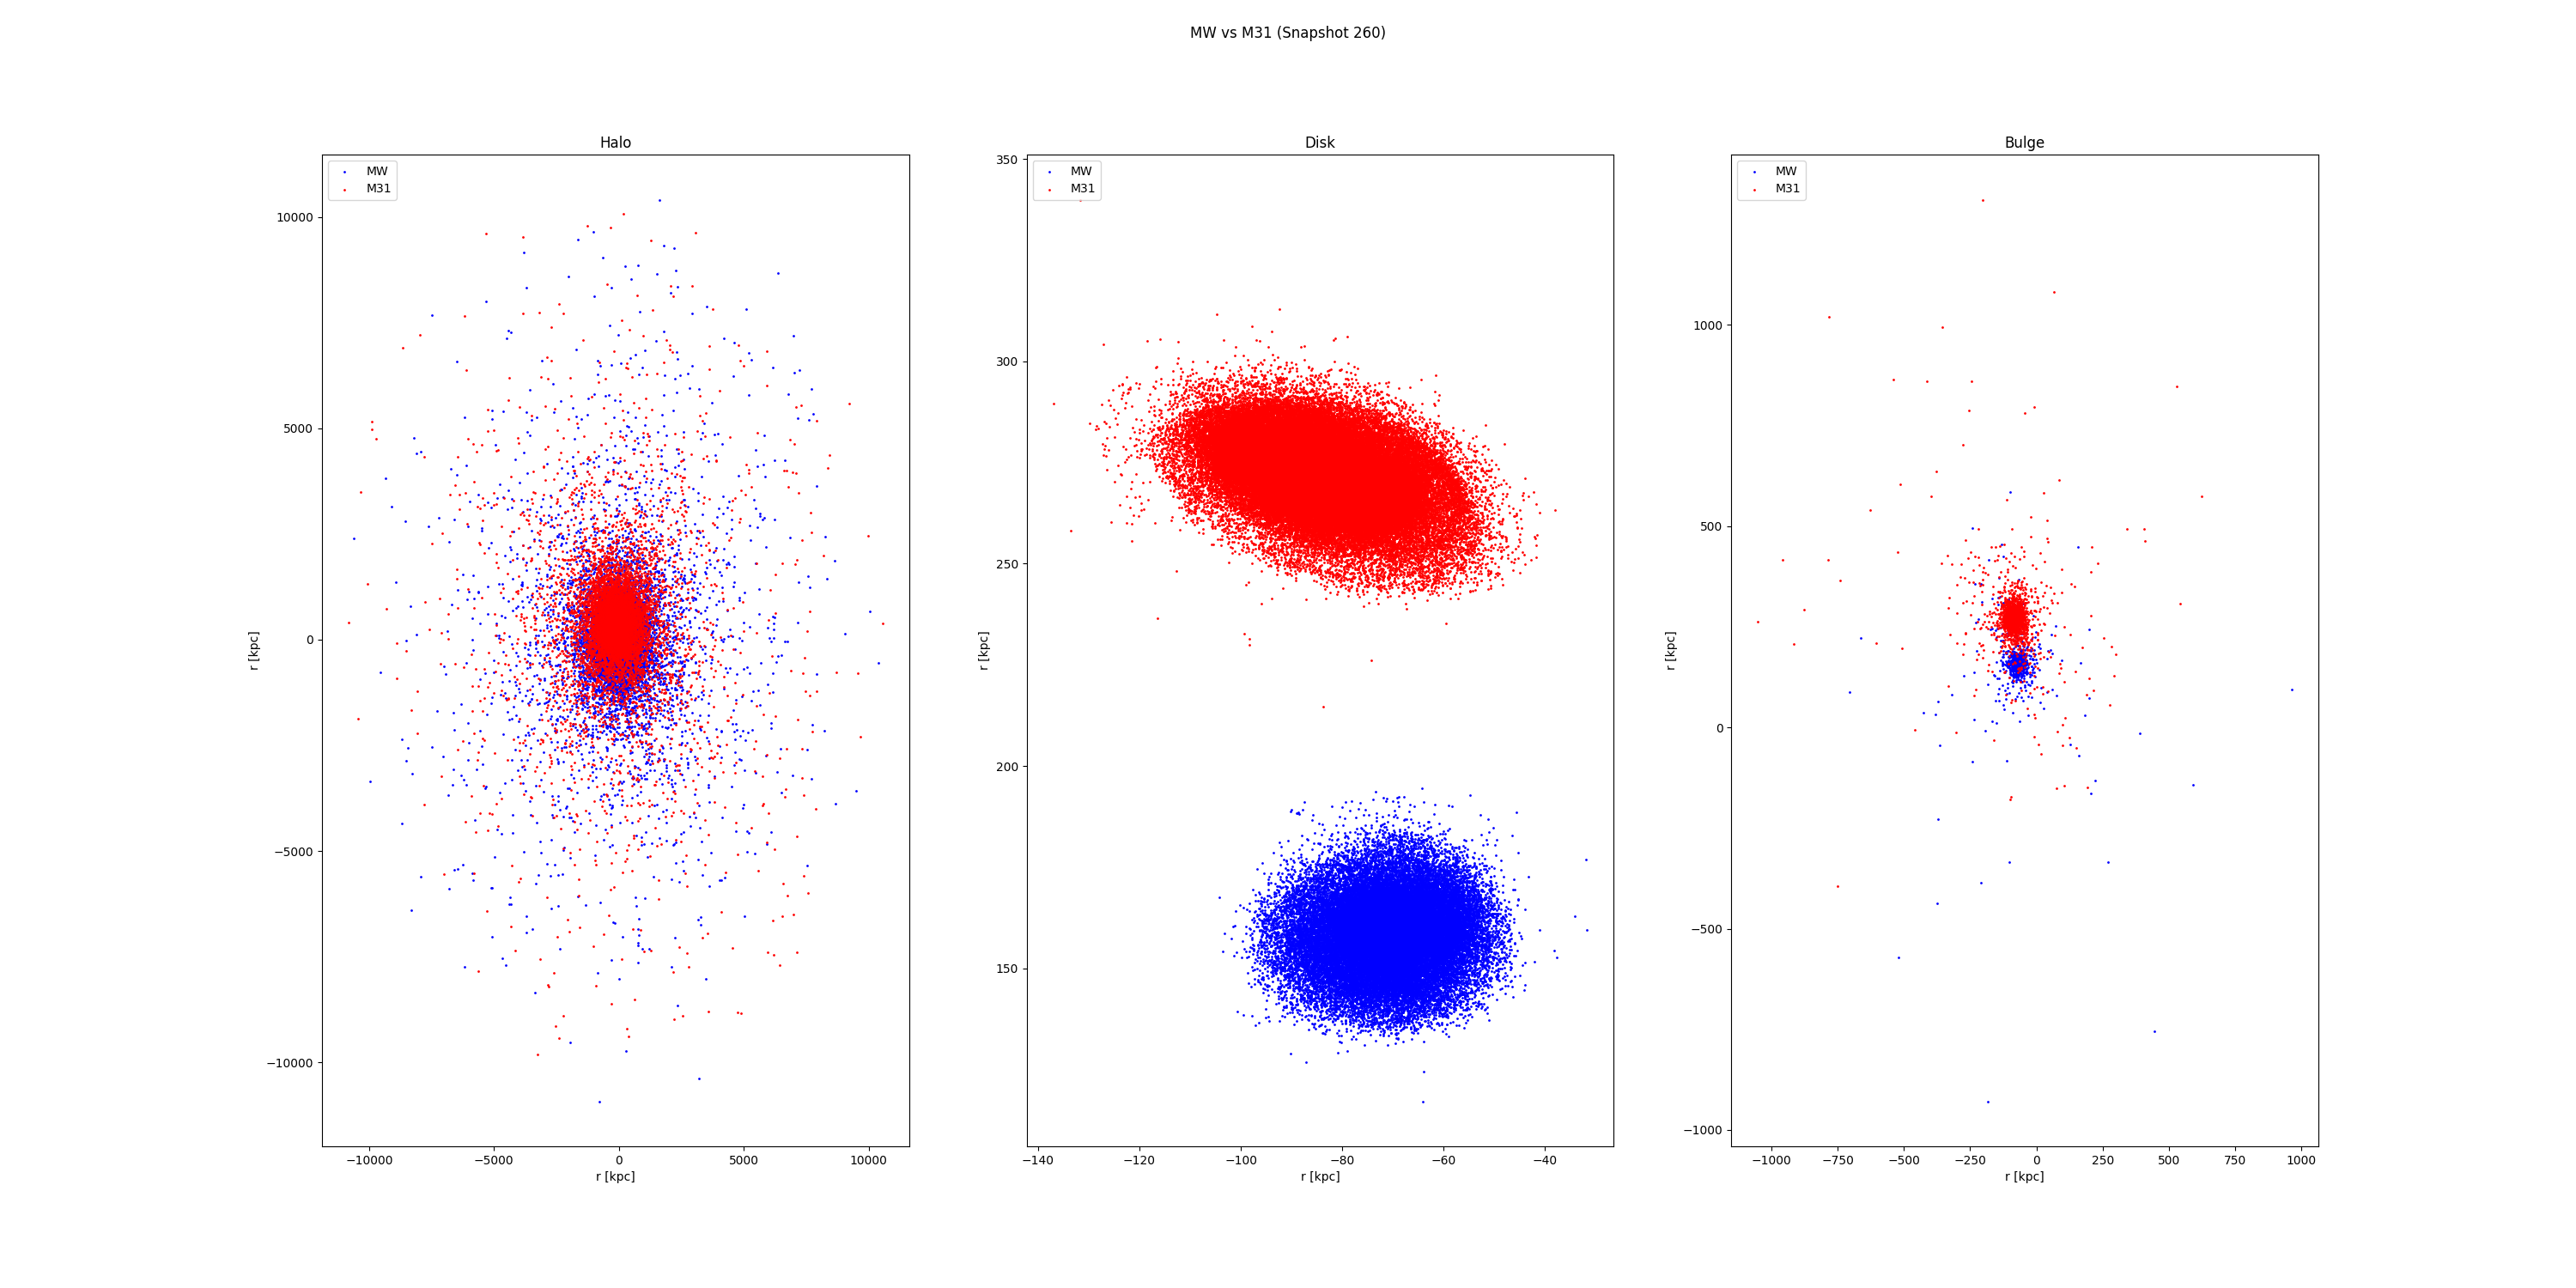 MW vs M31 (Snapshot 260)
Halo
MW
M31
10000
5000
0
−5000
−10000
r [kpc]
−10000 −5000 0 5000 10000
r [kpc]
Disk
MW
M31
350
300
250
200
150
r [kpc]
−140 −120 −100 −80 −60 −40
r [kpc]
Bulge
MW
M31
1000
500
0
−500
−1000
r [kpc]
−1000 −750 −500 −250 0 250 500 750 1000
r [kpc]